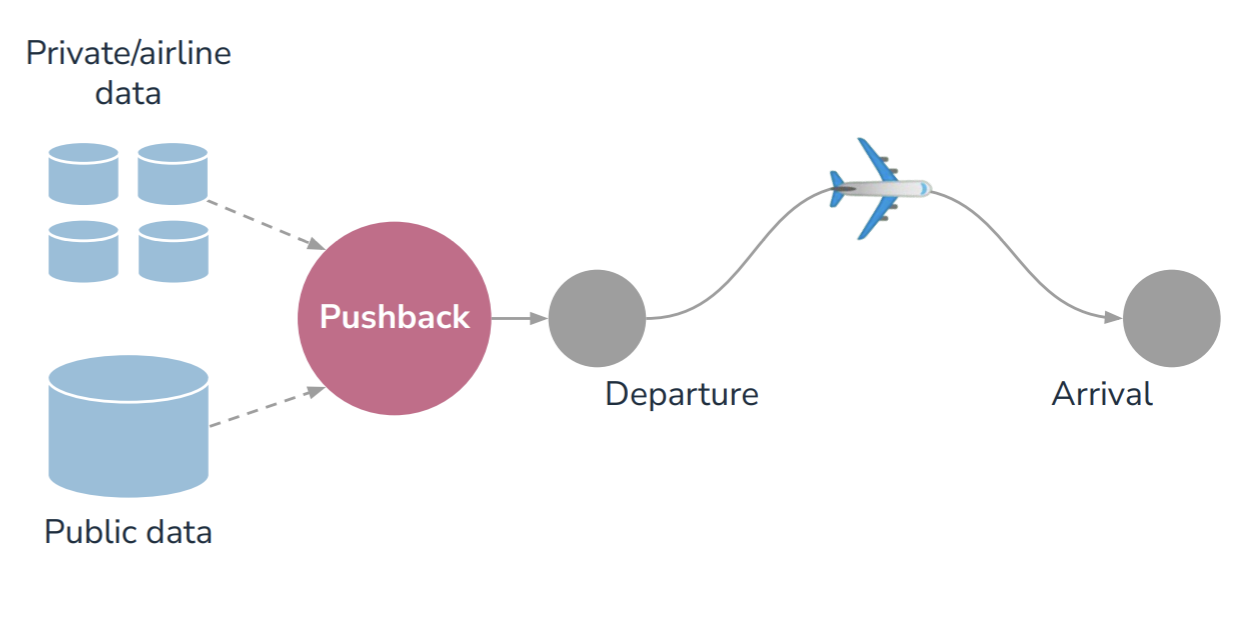 Private/airline
data
Pushback
Departure
Arrival
Public data